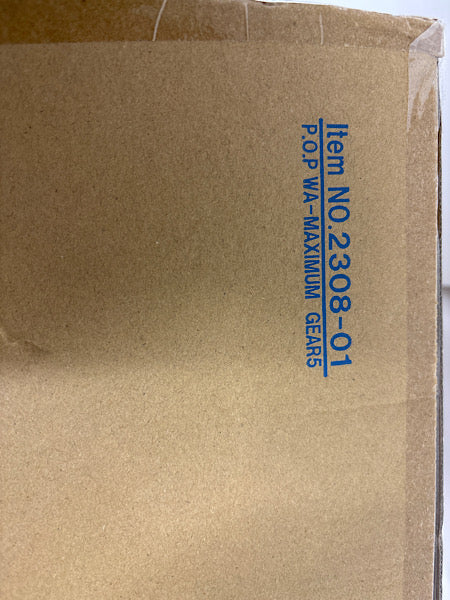 Item NO.2308-01
P.O.P WA-MAXIMUM GEAR5